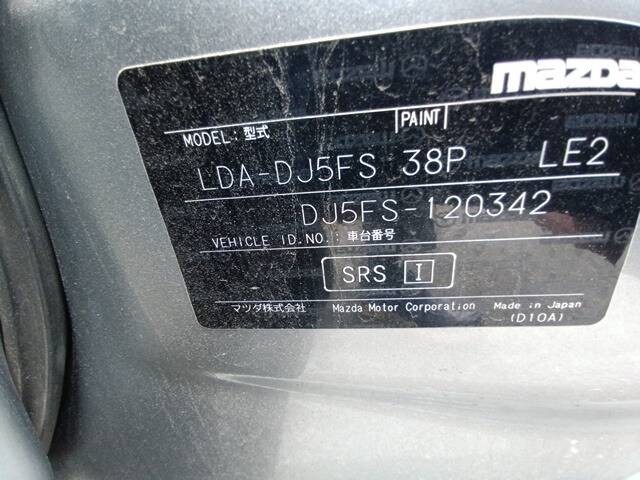 mazda
PAINT
MODEL : 型式
LDA-DJ5FS 38P LE2
DJ5FS-120342
VEHICLE ID.NO. : 車台番号
SRS I
マツダ株式会社 Mazda Motor Corporation Made in Japan
(D10A)